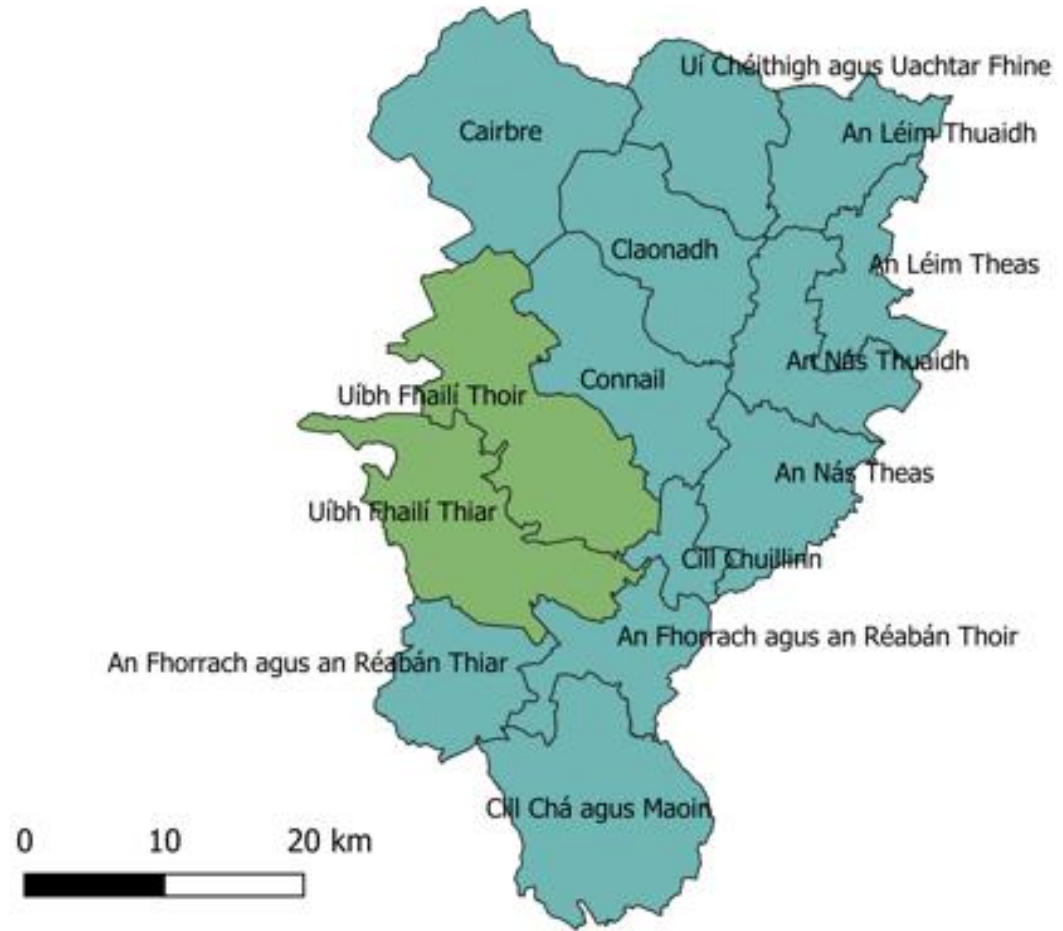 Uí Chéithigh agus Uachtar Fhine
Cairbre
An Léim Thuaidh
Claonadh
An Léim Theas
An Nás Thuaidh
Connail
Uíbh Fhailí Thoir
An Nás Theas
Uíbh Fhailí Thiar
Cill Chuillinn
An Fhorrach agus an Réabán Thoir
An Fhorrach agus an Réabán Thiar
Cill Chá agus Maoin
0 10 20 km